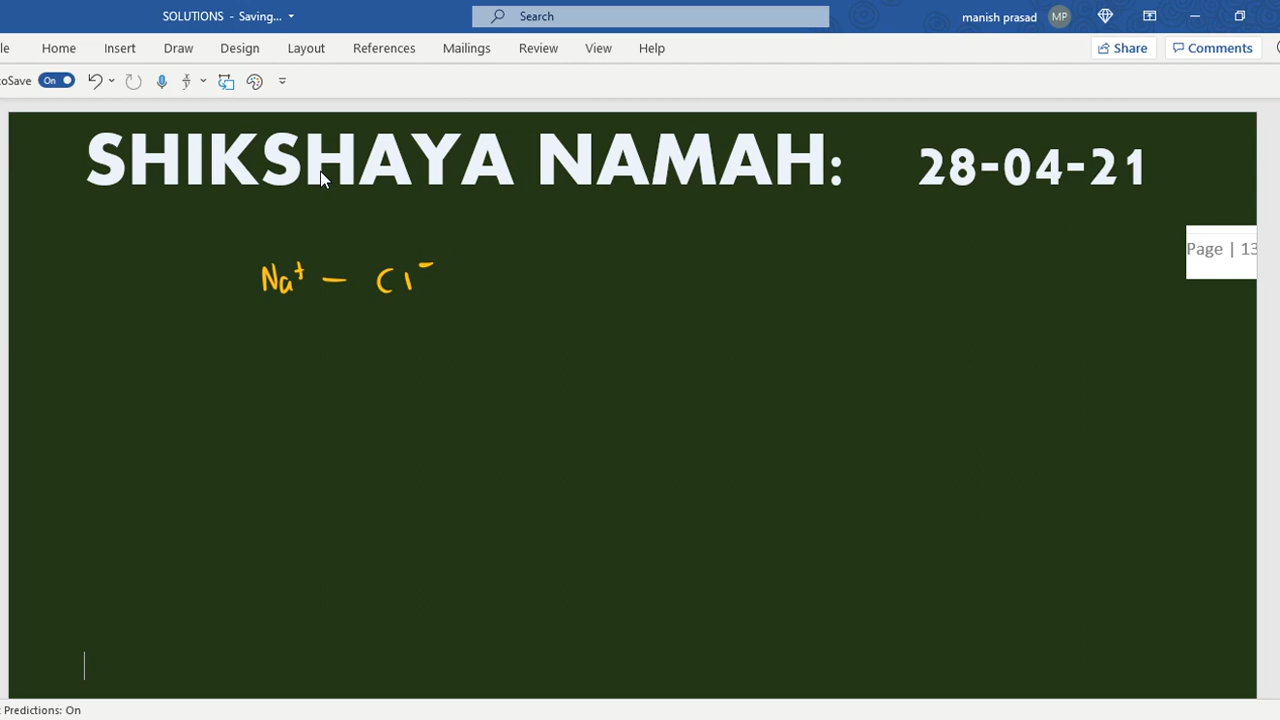 SOLUTIONS - Saving...
Search
manish prasad MP
Home Insert Draw Design Layout References Mailings Review View Help
Share Comments
On
SHIKSHAYA NAMAH: 28-04-21
Page | 13
Na⁺ – Cl⁻
Predictions: On